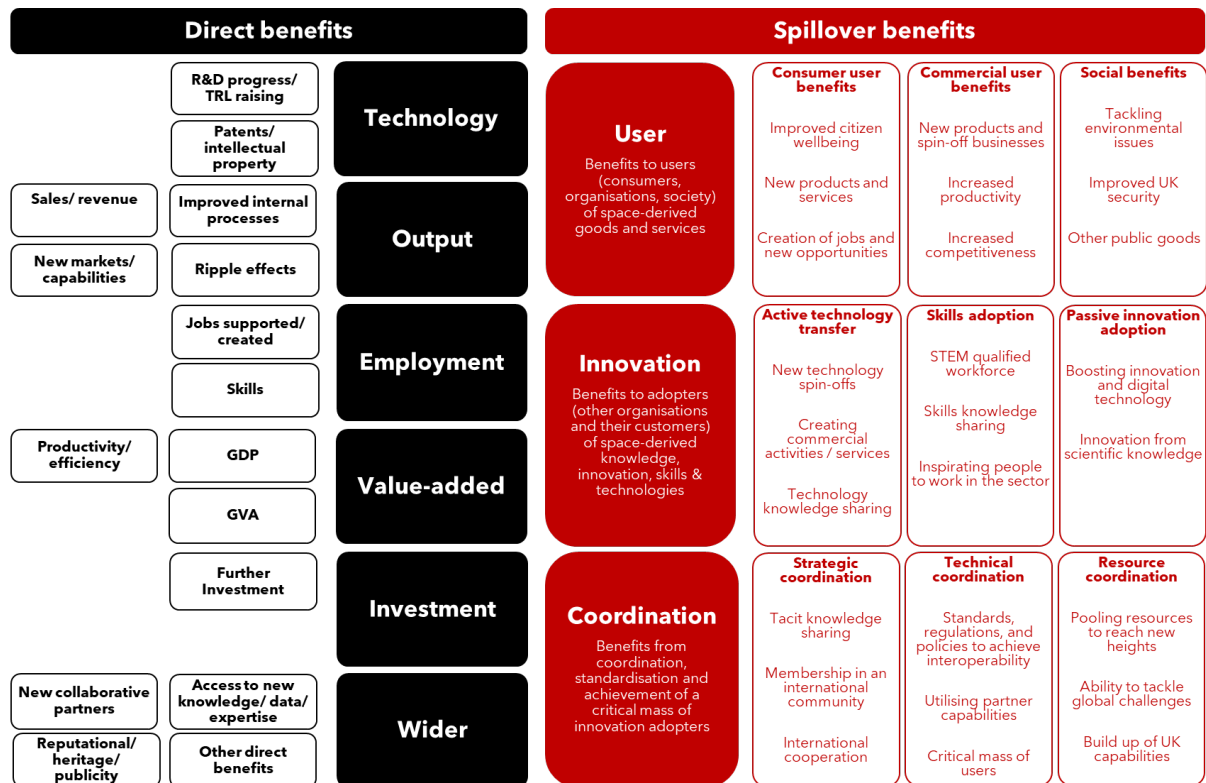 Direct benefits
R&D progress/
TRL raising
Patents/
intellectual
property
Technology
Sales/ revenue
Improved internal
processes
New markets/
capabilities
Ripple effects
Output
Jobs supported/
created
Skills
Employment
Productivity/
efficiency
GDP
GVA
Value-added
Further
Investment
Investment
New collaborative
partners
Access to new
knowledge/ data/
expertise
Reputational/
heritage/
publicity
Other direct
benefits
Wider
Spillover benefits
User
Benefits to users
(consumers,
organisations, society)
of space-derived
goods and services
Consumer user
benefits
Improved citizen
wellbeing
New products and
services
Creation of jobs and
new opportunities
Commercial user
benefits
New products and
spin-off businesses
Increased
productivity
Increased
competitiveness
Social benefits
Tackling
environmental
issues
Improved UK
security
Other public goods
Innovation
Benefits to adopters
(other organisations
and their customers)
of space-derived
knowledge,
innovation, skills &
technologies
Active technology
transfer
New technology
spin-offs
Creating
commercial
activities / services
Technology
knowledge sharing
Skills adoption
STEM qualified
workforce
Skills knowledge
sharing
Inspirating people
to work in the sector
Passive innovation
adoption
Boosting innovation
and digital
technology
Innovation from
scientific knowledge
Coordination
Benefits from
coordination,
standardisation and
achievement of a
critical mass of
innovation adopters
Strategic
coordination
Tacit knowledge
sharing
Membership in an
international
community
International
cooperation
Technical
coordination
Standards,
regulations, and
policies to achieve
interoperability
Utilising partner
capabilities
Critical mass of
users
Resource
coordination
Pooling resources
to reach new
heights
Ability to tackle
global challenges
Build up of UK
capabilities